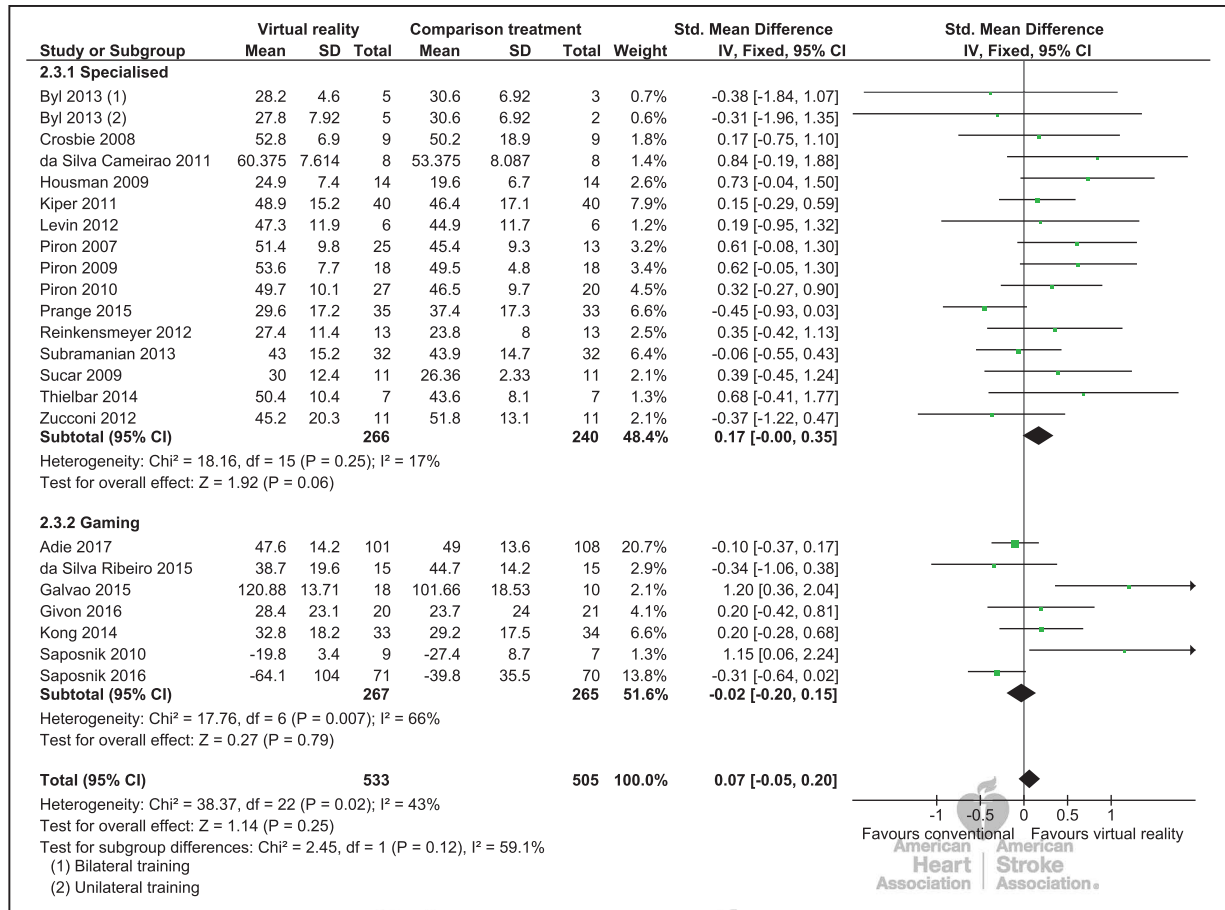 Virtual reality Comparison treatment Std. Mean Difference Std. Mean Difference
Study or Subgroup Mean SD Total Mean SD Total Weight IV, Fixed, 95% CI IV, Fixed, 95% CI
2.3.1 Specialised
Byl 2013 (1) 28.2 4.6 5 30.6 6.92 3 0.7% -0.38 [-1.84, 1.07]
Byl 2013 (2) 27.8 7.92 5 30.6 6.92 2 0.6% -0.31 [-1.96, 1.35]
Crosbie 2008 52.8 6.9 9 50.2 18.9 9 1.8% 0.17 [-0.75, 1.10]
da Silva Cameirao 2011 60.375 7.614 8 53.375 8.087 8 1.4% 0.84 [-0.19, 1.88]
Housman 2009 24.9 7.4 14 19.6 6.7 14 2.6% 0.73 [-0.04, 1.50]
Kiper 2011 48.9 15.2 40 46.4 17.1 40 7.9% 0.15 [-0.29, 0.59]
Levin 2012 47.3 11.9 6 44.9 11.7 6 1.2% 0.19 [-0.95, 1.32]
Piron 2007 51.4 9.8 25 45.4 9.3 13 3.2% 0.61 [-0.08, 1.30]
Piron 2009 53.6 7.7 18 49.5 4.8 18 3.4% 0.62 [-0.05, 1.30]
Piron 2010 49.7 10.1 27 46.5 9.7 20 4.5% 0.32 [-0.27, 0.90]
Prange 2015 29.6 17.2 35 37.4 17.3 33 6.6% -0.45 [-0.93, 0.03]
Reinkensmeyer 2012 27.4 11.4 13 23.8 8 13 2.5% 0.35 [-0.42, 1.13]
Subramanian 2013 43 15.2 32 43.9 14.7 32 6.4% -0.06 [-0.55, 0.43]
Sucar 2009 30 12.4 11 26.36 2.33 11 2.1% 0.39 [-0.45, 1.24]
Thielbar 2014 50.4 10.4 7 43.6 8.1 7 1.3% 0.68 [-0.41, 1.77]
Zucconi 2012 45.2 20.3 11 51.8 13.1 11 2.1% -0.37 [-1.22, 0.47]
Subtotal (95% CI) 266 240 48.4% 0.17 [-0.00, 0.35]
Heterogeneity: Chi² = 18.16, df = 15 (P = 0.25); I² = 17%
Test for overall effect: Z = 1.92 (P = 0.06)
2.3.2 Gaming
Adie 2017 47.6 14.2 101 49 13.6 108 20.7% -0.10 [-0.37, 0.17]
da Silva Ribeiro 2015 38.7 19.6 15 44.7 14.2 15 2.9% -0.34 [-1.06, 0.38]
Galvao 2015 120.88 13.71 18 101.66 18.53 10 2.1% 1.20 [0.36, 2.04]
Givon 2016 28.4 23.1 20 23.7 24 21 4.1% 0.20 [-0.42, 0.81]
Kong 2014 32.8 18.2 33 29.2 17.5 34 6.6% 0.20 [-0.28, 0.68]
Saposnik 2010 -19.8 3.4 9 -27.4 8.7 7 1.3% 1.15 [0.06, 2.24]
Saposnik 2016 -64.1 104 71 -39.8 35.5 70 13.8% -0.31 [-0.64, 0.02]
Subtotal (95% CI) 267 265 51.6% -0.02 [-0.20, 0.15]
Heterogeneity: Chi² = 17.76, df = 6 (P = 0.007); I² = 66%
Test for overall effect: Z = 0.27 (P = 0.79)
Total (95% CI) 533 505 100.0% 0.07 [-0.05, 0.20]
Heterogeneity: Chi² = 38.37, df = 22 (P = 0.02); I² = 43%
Test for overall effect: Z = 1.14 (P = 0.25)
Test for subgroup differences: Chi² = 2.45, df = 1 (P = 0.12), I² = 59.1%
(1) Bilateral training
(2) Unilateral training
-1 -0.5 0 0.5 1
Favours conventional Favours virtual reality
American American
Heart Stroke
Association Association®